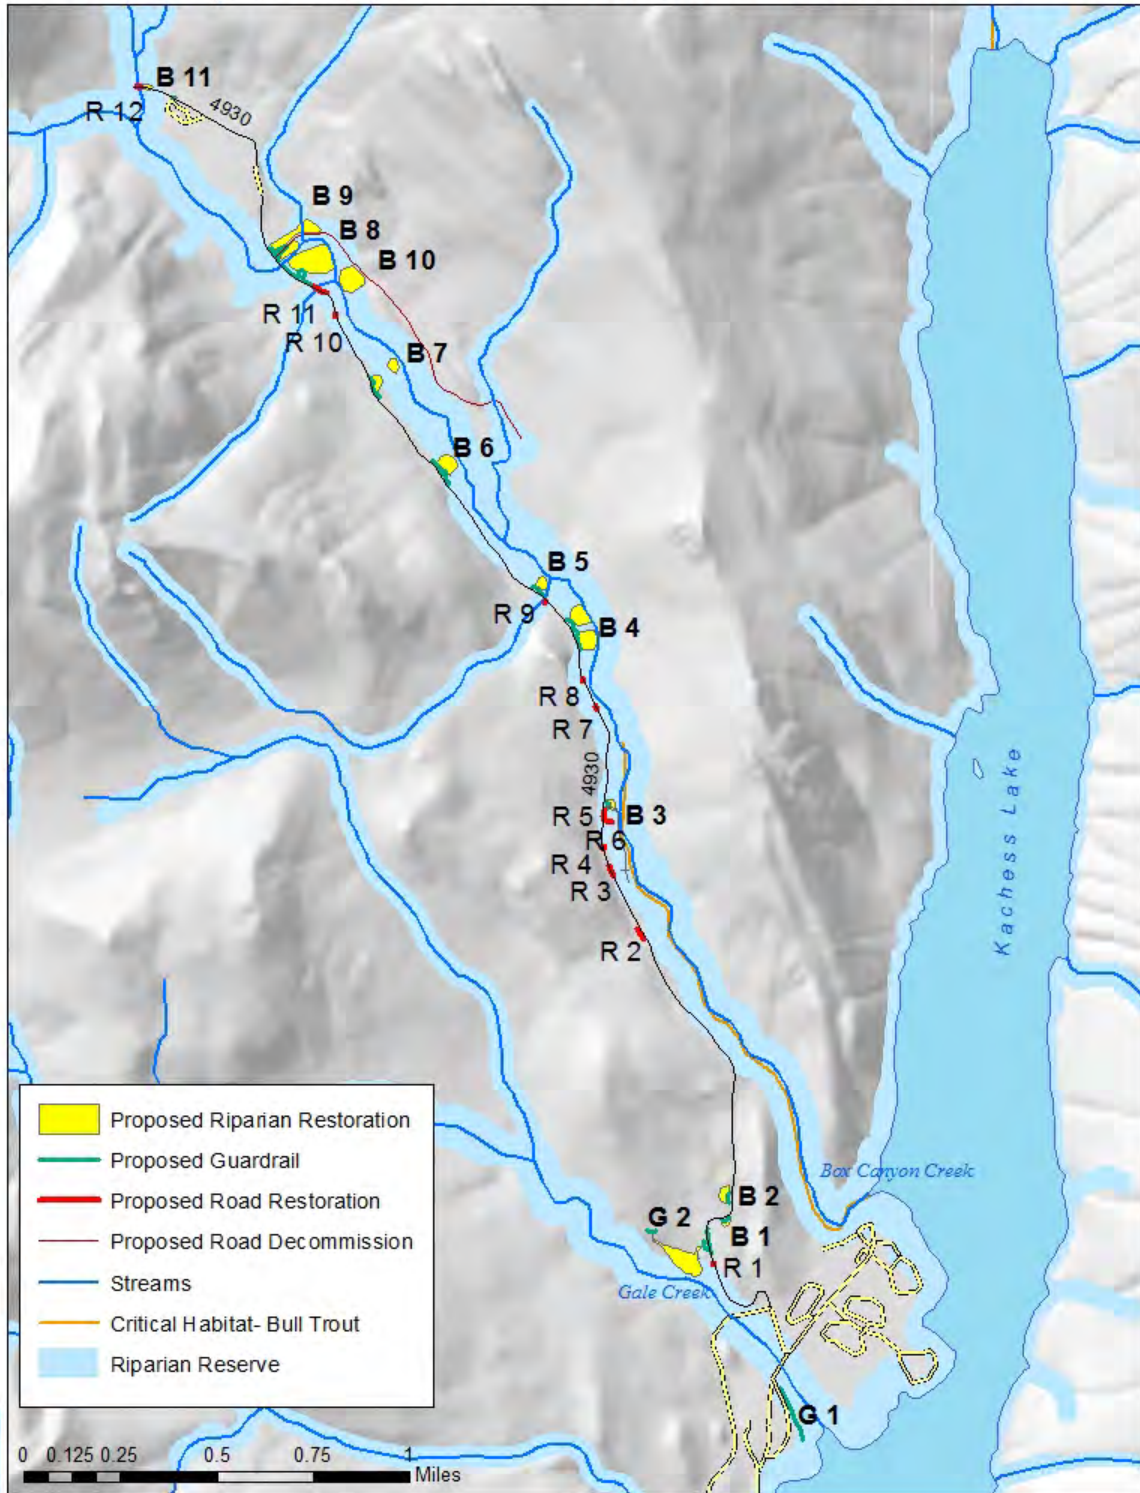 B 11
R 12
4930
B 9
B 8
B 10
R 11
R 10
B 7
B 6
B 5
R 9
B 4
R 8
R 7
4930
R 5
B 3
R 6
R 4
R 3
R 2
Kachess Lake
Box Canyon Creek
B 2
G 2
B 1
R 1
Gale Creek
G 1
Proposed Riparian Restoration
Proposed Guardrail
Proposed Road Restoration
Proposed Road Decommission
Streams
Critical Habitat- Bull Trout
Riparian Reserve
0 0.125 0.25 0.5 0.75 1
Miles